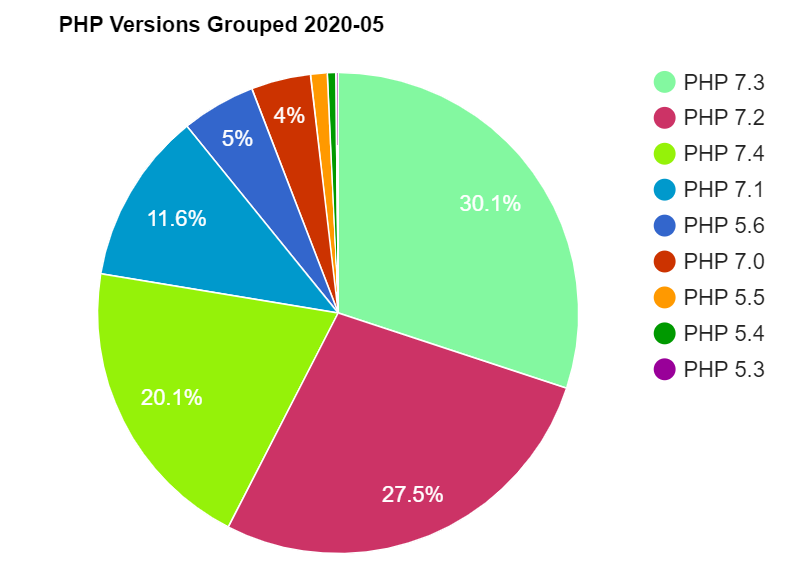 PHP Versions Grouped 2020-05
PHP 7.3
PHP 7.2
PHP 7.4
PHP 7.1
PHP 5.6
PHP 7.0
PHP 5.5
PHP 5.4
PHP 5.3
4%
5%
30.1%
11.6%
20.1%
27.5%